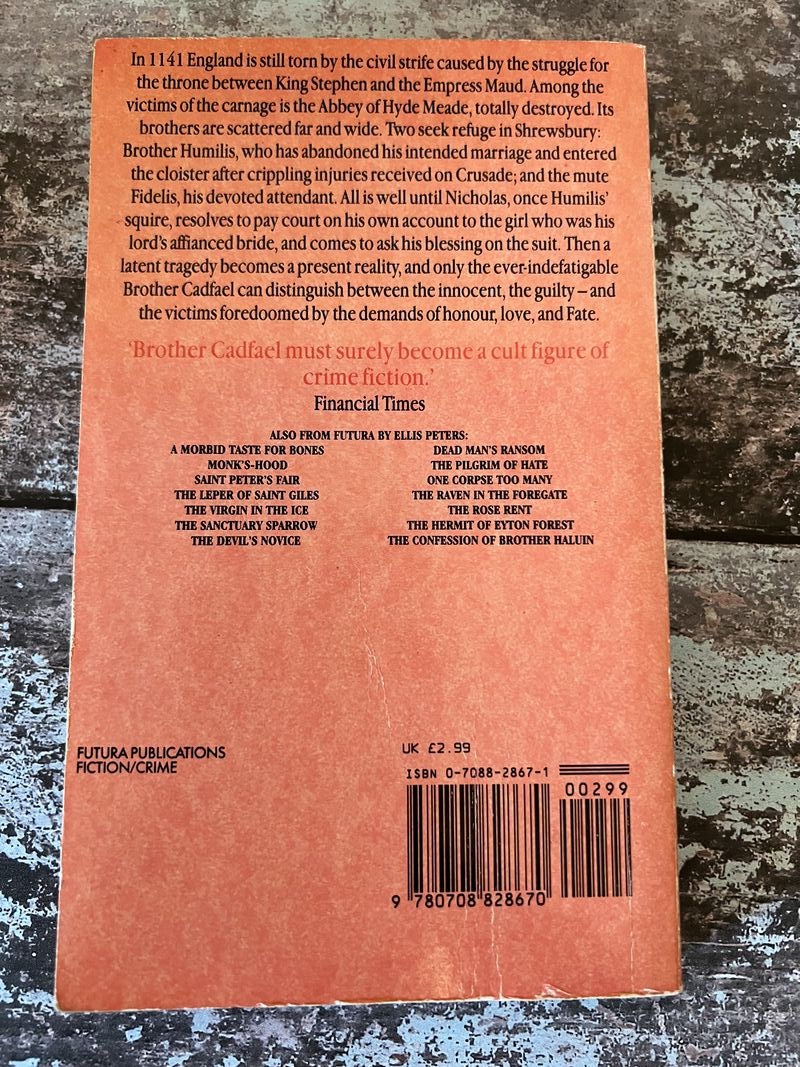 In 1141 England is still torn by the civil strife caused by the struggle for
the throne between King Stephen and the Empress Maud. Among the
victims of the carnage is the Abbey of Hyde Meade, totally destroyed. Its
brothers are scattered far and wide. Two seek refuge in Shrewsbury:
Brother Humilis, who has abandoned his intended marriage and entered
the cloister after crippling injuries received on Crusade; and the mute
Fidelis, his devoted attendant. All is well until Nicholas, once Humilis'
squire, resolves to pay court on his own account to the girl who was his
lord's affianced bride, and comes to ask his blessing on the suit. Then a
latent tragedy becomes a present reality, and only the ever-indefatigable
Brother Cadfael can distinguish between the innocent, the guilty – and
the victims foredoomed by the demands of honour, love, and Fate.
'Brother Cadfael must surely become a cult figure of
crime fiction.'
Financial Times
ALSO FROM FUTURA BY ELLIS PETERS:
A MORBID TASTE FOR BONES
MONK'S-HOOD
SAINT PETER'S FAIR
THE LEPER OF SAINT GILES
THE VIRGIN IN THE ICE
THE SANCTUARY SPARROW
THE DEVIL'S NOVICE
DEAD MAN'S RANSOM
THE PILGRIM OF HATE
ONE CORPSE TOO MANY
THE RAVEN IN THE FOREGATE
THE ROSE RENT
THE HERMIT OF EYTON FOREST
THE CONFESSION OF BROTHER HALUIN
FUTURA PUBLICATIONS
FICTION/CRIME
UK £2.99
ISBN 0-7088-2867-1
00299
9 780708 828670